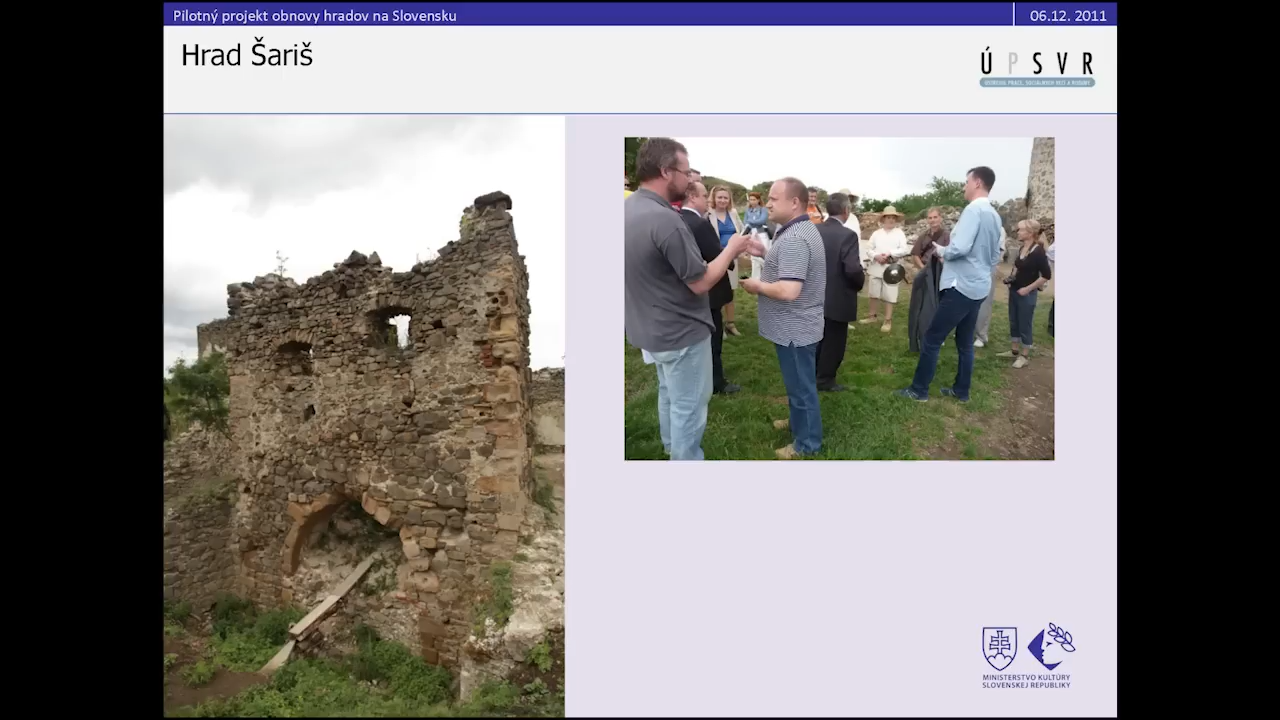 Pilotný projekt obnovy hradov na Slovensku
06.12. 2011
Hrad Šariš
ÚPSVR
MINISTERSTVO KULTÚRY
SLOVENSKEJ REPUBLIKY